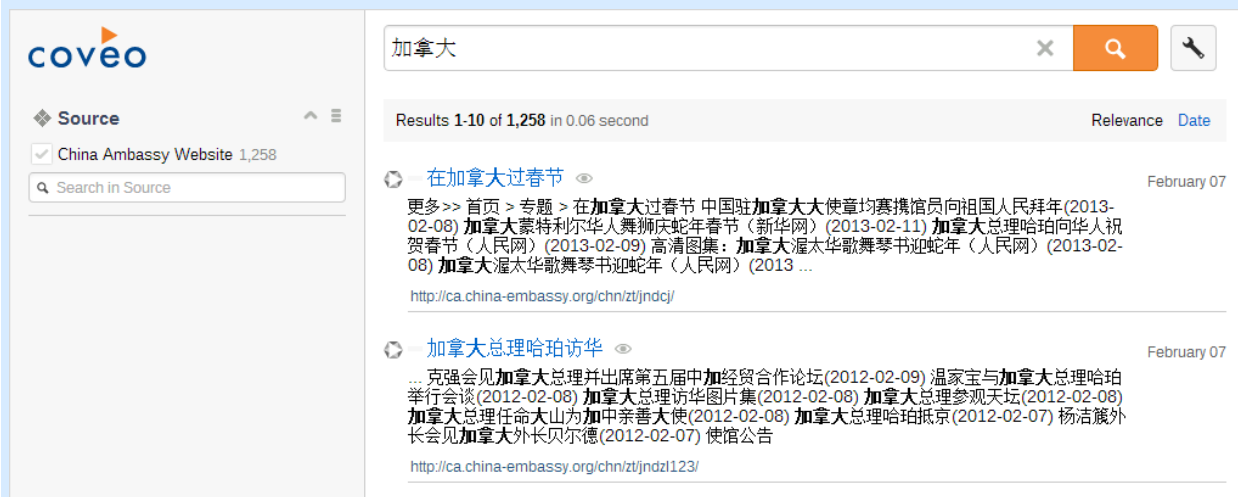 coveo
加拿大
Source
Results 1-10 of 1,258 in 0.06 second
Relevance Date
China Ambassy Website 1,258
Search in Source
在加拿大过春节
February 07
更多>> 首页 > 专题 > 在加拿大过春节 中国驻加拿大大使章均赛携馆员向祖国人民拜年(2013-
02-08) 加拿大蒙特利尔华人舞狮庆蛇年春节（新华网）(2013-02-11) 加拿大总理哈珀向华人祝
贺春节（人民网）(2013-02-09) 高清图集：加拿大渥太华歌舞琴书迎蛇年（人民网）(2013-02-
08) 加拿大渥太华歌舞琴书迎蛇年（人民网）(2013 ...
http://ca.china-embassy.org/chn/zt/jndcj/
加拿大总理哈珀访华
February 07
... 克强会见加拿大总理并出席第五届中加经贸合作论坛(2012-02-09) 温家宝与加拿大总理哈珀
举行会谈(2012-02-08) 加拿大总理访华图片集(2012-02-08) 加拿大总理参观天坛(2012-02-08)
加拿大总理任命大山为加中亲善大使(2012-02-08) 加拿大总理哈珀抵京(2012-02-07) 杨洁篪外
长会见加拿大外长贝尔德(2012-02-07) 使馆公告
http://ca.china-embassy.org/chn/zt/jndzl123/